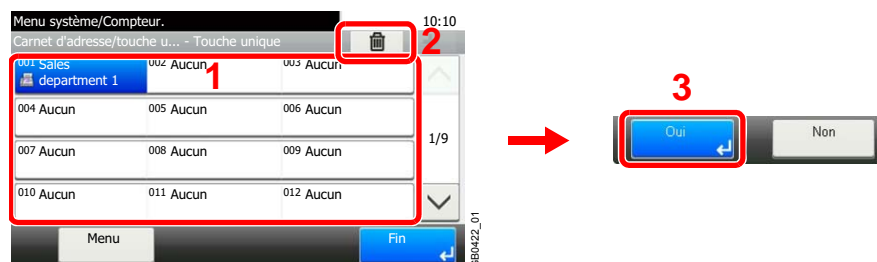 Menu système/Compteur.
10:10
Carnet d'adresse/touche u... - Touche unique
2
001 Sales
department 1
002 Aucun
003 Aucun
1
004 Aucun
005 Aucun
006 Aucun
1/9
007 Aucun
008 Aucun
009 Aucun
010 Aucun
011 Aucun
012 Aucun
Menu
Fin
3
Oui
Non